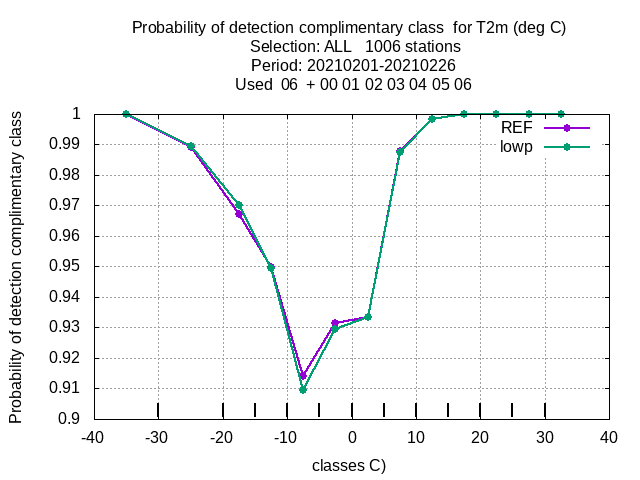 Probability of detection complimentary class  for T2m (deg C)
Selection: ALL   1006 stations
Period: 20210201-20210226
Used  06  + 00 01 02 03 04 05 06
Probability of detection complimentary class
1
0.99
0.98
0.97
0.96
0.95
0.94
0.93
0.92
0.91
0.9
REF
lowp
-40 -30 -20 -10 0 10 20 30 40
classes C)